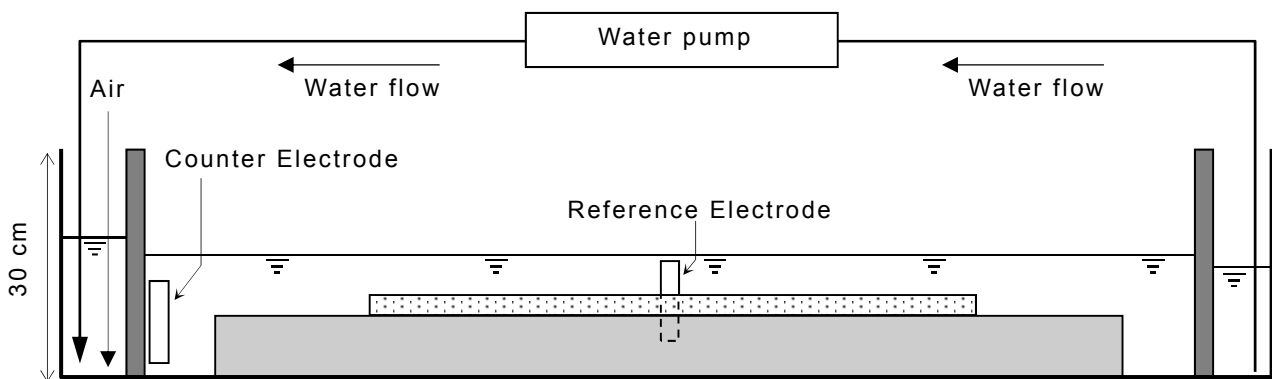 Water pump
Water flow
Water flow
Air
Counter Electrode
Reference Electrode
30 cm